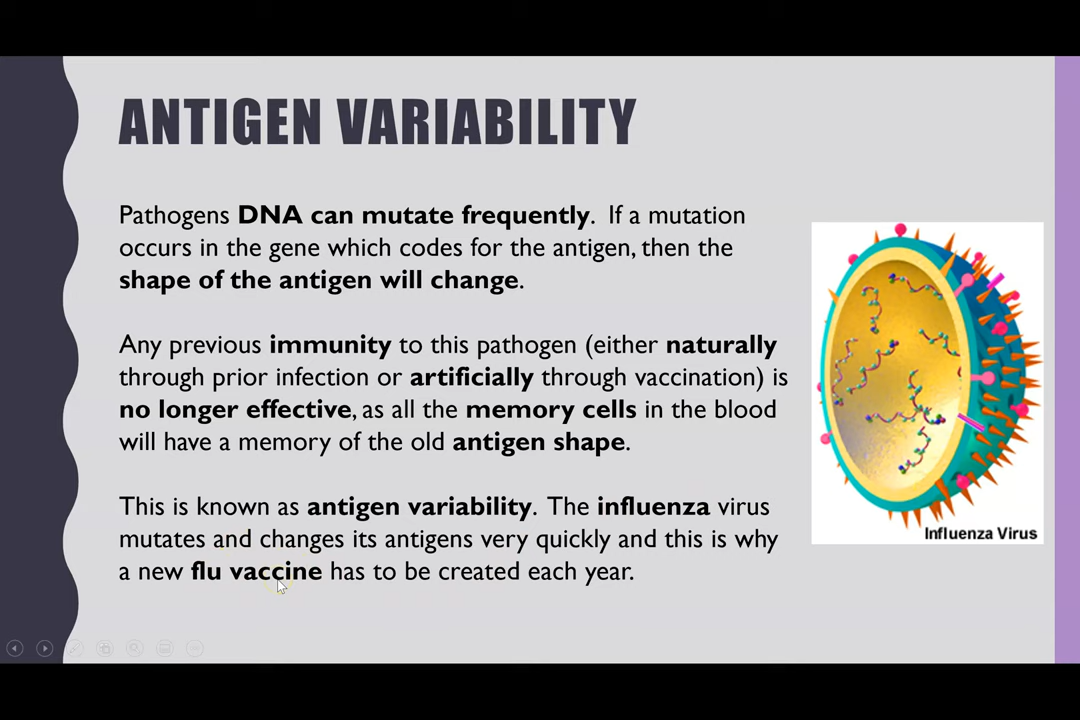 ANTIGEN VARIABILITY
Pathogens DNA can mutate frequently. If a mutation
occurs in the gene which codes for the antigen, then the
shape of the antigen will change.
Any previous immunity to this pathogen (either naturally
through prior infection or artificially through vaccination) is
no longer effective, as all the memory cells in the blood
will have a memory of the old antigen shape.
This is known as antigen variability. The influenza virus
mutates and changes its antigens very quickly and this is why
a new flu vaccine has to be created each year.
Influenza Virus